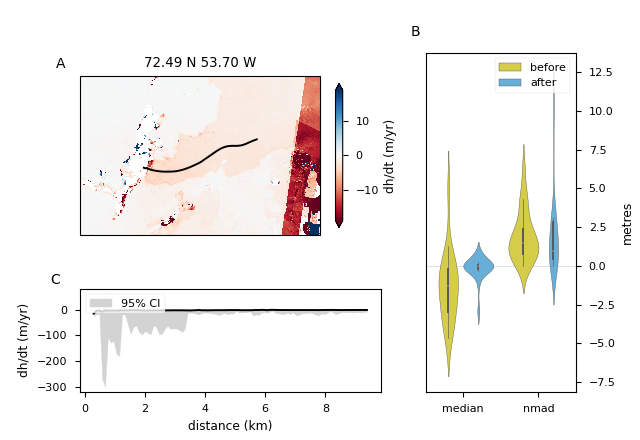 A
72.49 N 53.70 W
10
0
−10
dh/dt (m/yr)
B
before
after
12.5
10.0
7.5
5.0
2.5
0.0
−2.5
−5.0
−7.5
metres
median
nmad
C
95% CI
0
−100
−200
−300
dh/dt (m/yr)
0
2
4
6
8
distance (km)